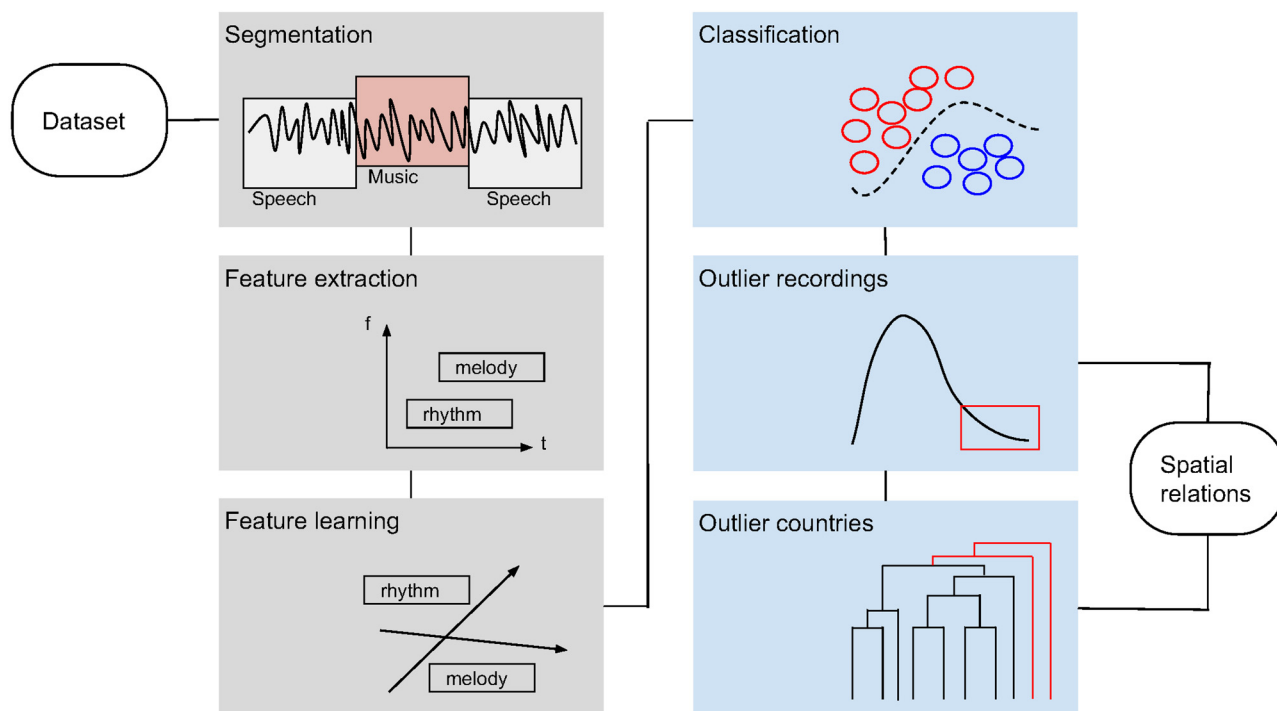 Dataset
Segmentation
Music
Speech
Speech
Feature extraction
f
melody
rhythm
t
Feature learning
rhythm
melody
Classification
Outlier recordings
Outlier countries
Spatial
relations